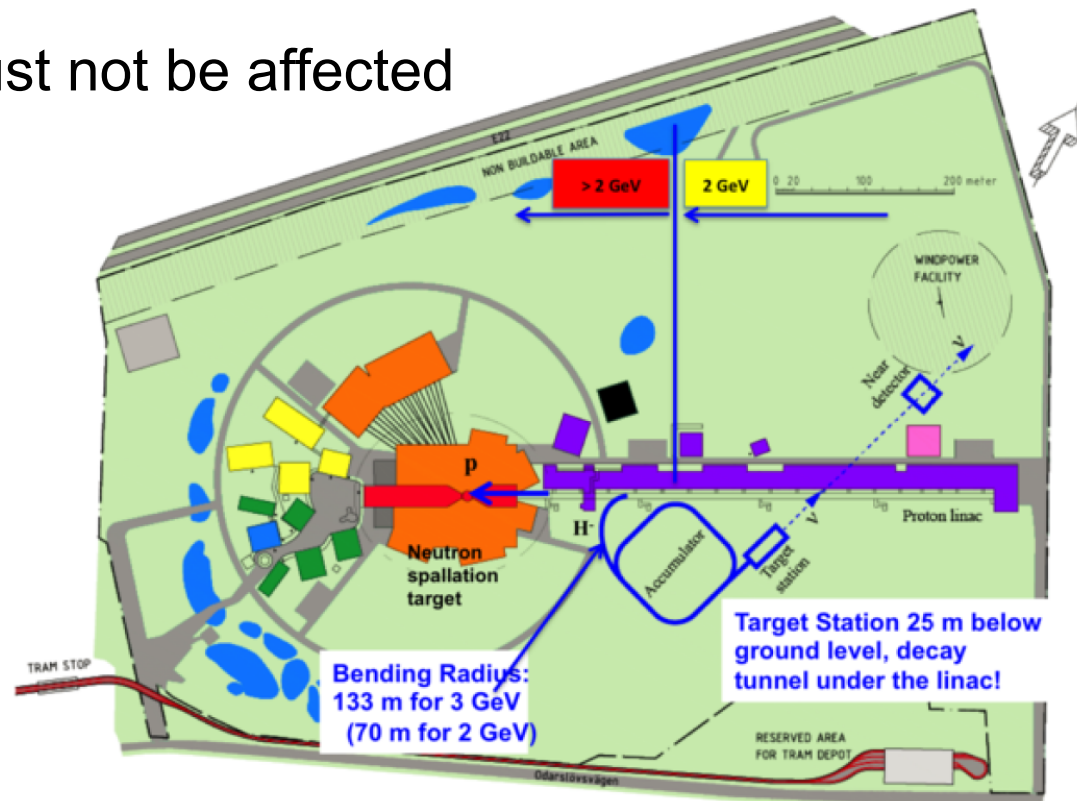 ust not be affected
E22
NON BUILDABLE AREA
> 2 GeV
2 GeV
0 20 100 200 meter
WINDPOWER
FACILITY
ν
Near
detector
p
H-
Accumulator
ν
Target
station
Proton linac
Neutron
spallation
target
Target Station 25 m below
ground level, decay
tunnel under the linac!
Bending Radius:
133 m for 3 GeV
(70 m for 2 GeV)
TRAM STOP
RESERVED AREA
FOR TRAM DEPOT
Odarslövsvägen